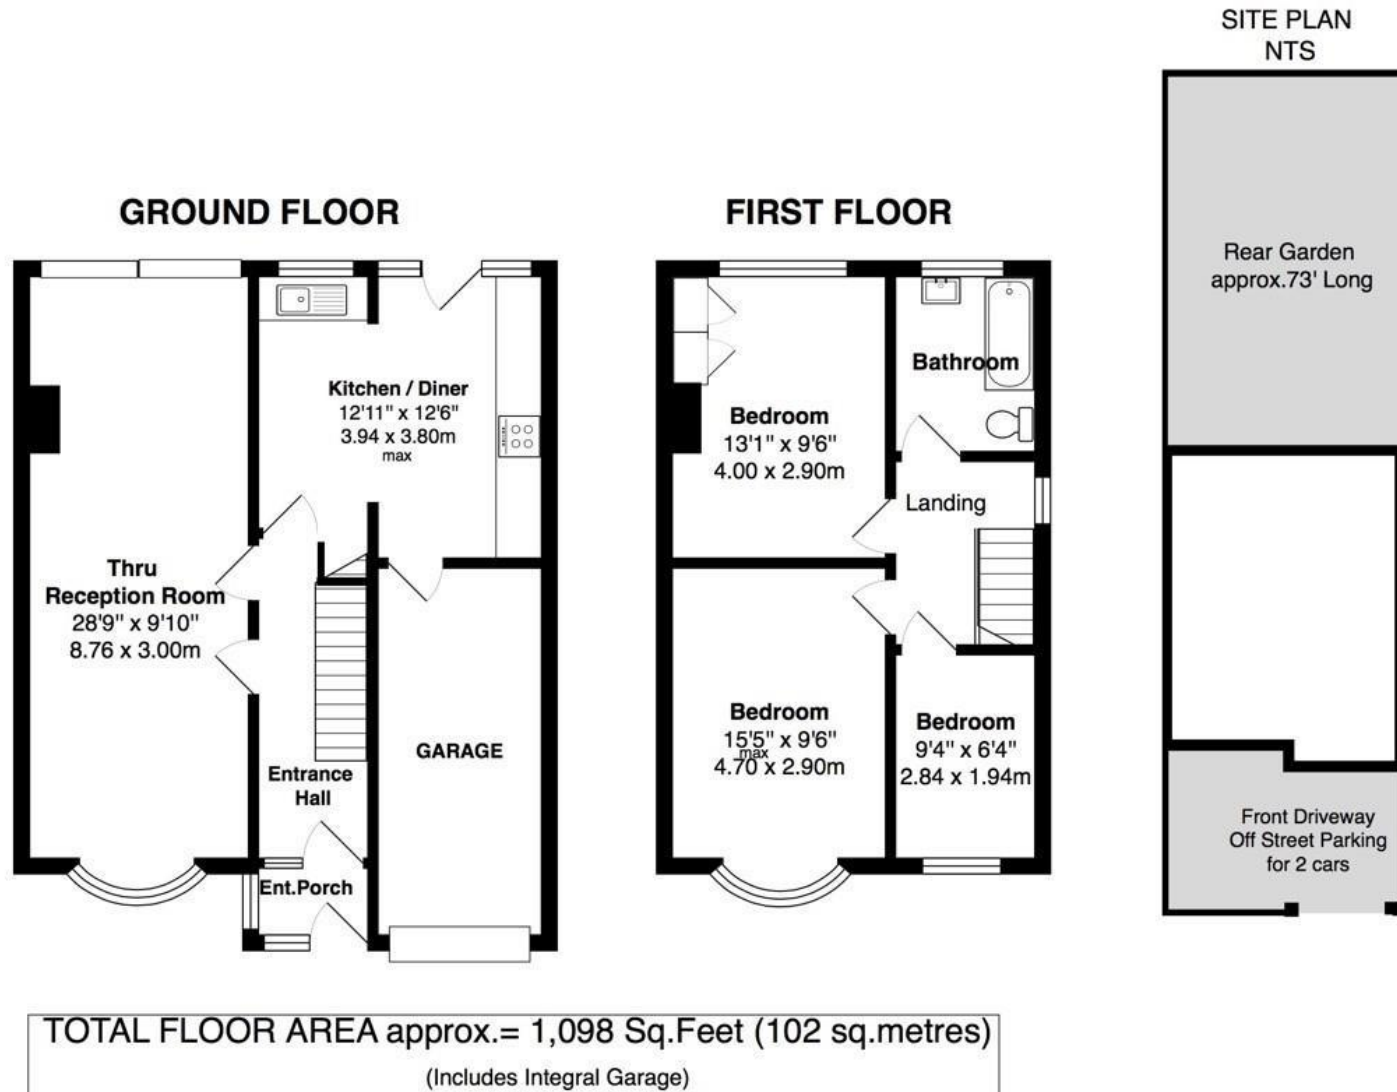 SITE PLAN
NTS
Rear Garden
approx.73' Long
Front Driveway
Off Street Parking
for 2 cars
GROUND FLOOR
Kitchen / Diner
12'11" x 12'6"
3.94 x 3.80m
max
Thru
Reception Room
28'9" x 9'10"
8.76 x 3.00m
GARAGE
Entrance
Hall
Ent.Porch
FIRST FLOOR
Bathroom
Bedroom
13'1" x 9'6"
4.00 x 2.90m
Landing
Bedroom
15'5" x 9'6"
max
4.70 x 2.90m
Bedroom
9'4" x 6'4"
2.84 x 1.94m
TOTAL FLOOR AREA approx.= 1,098 Sq.Feet (102 sq.metres)
(Includes Integral Garage)